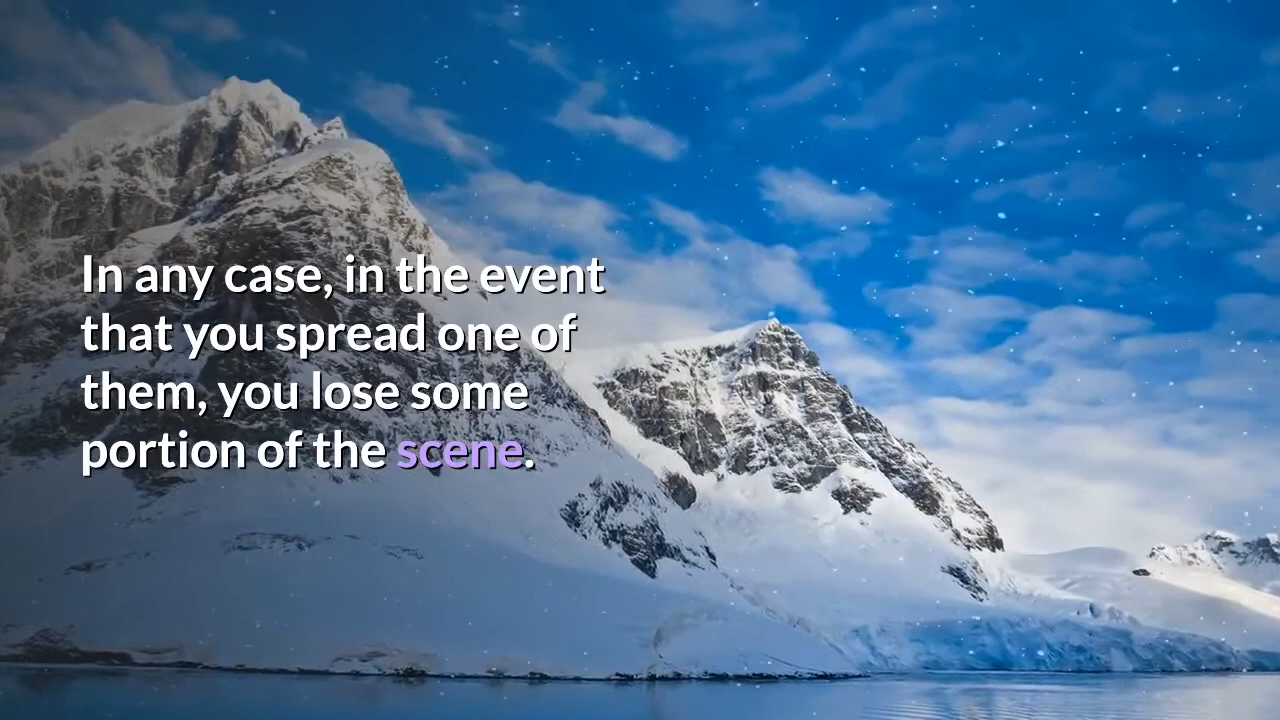 In any case, in the event
that you spread one of
them, you lose some
portion of the scene.